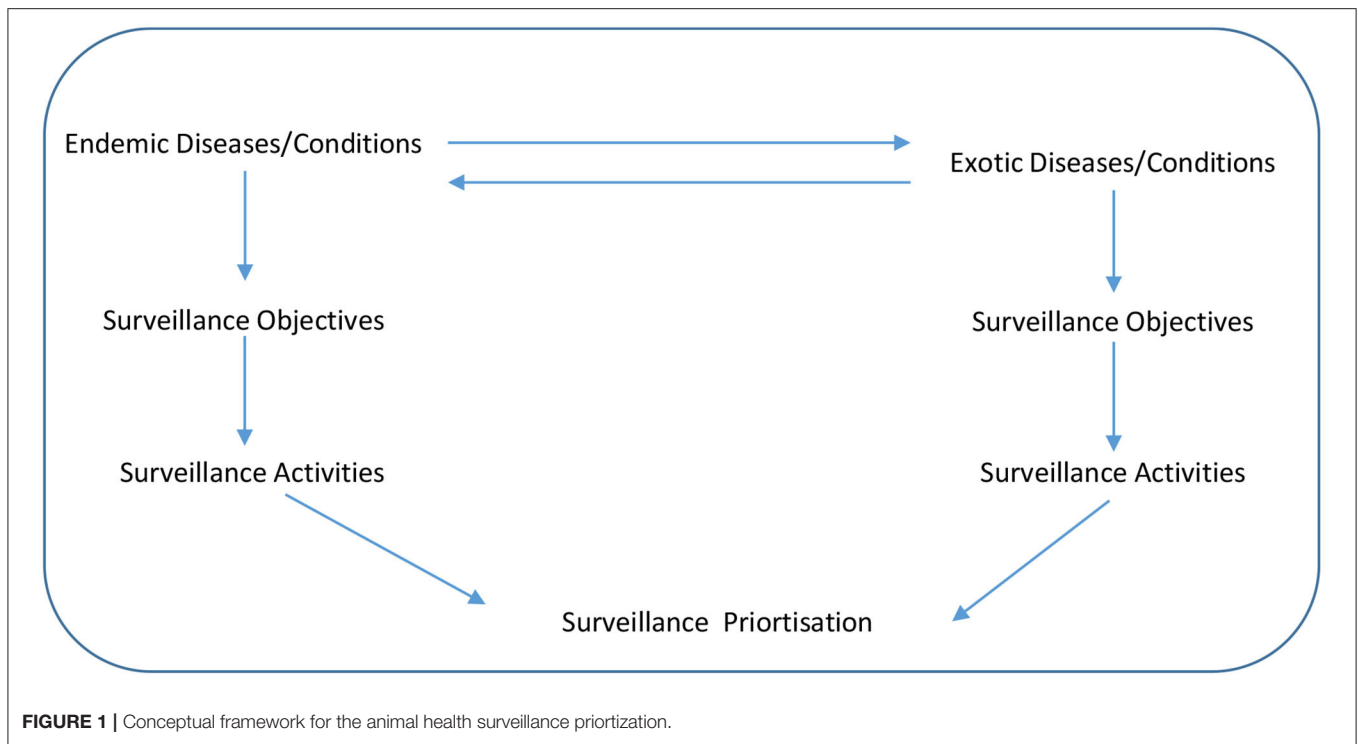 Endemic Diseases/Conditions
Exotic Diseases/Conditions
Surveillance Objectives
Surveillance Objectives
Surveillance Activities
Surveillance Activities
Surveillance Priortisation
FIGURE 1 | Conceptual framework for the animal health surveillance priortization.